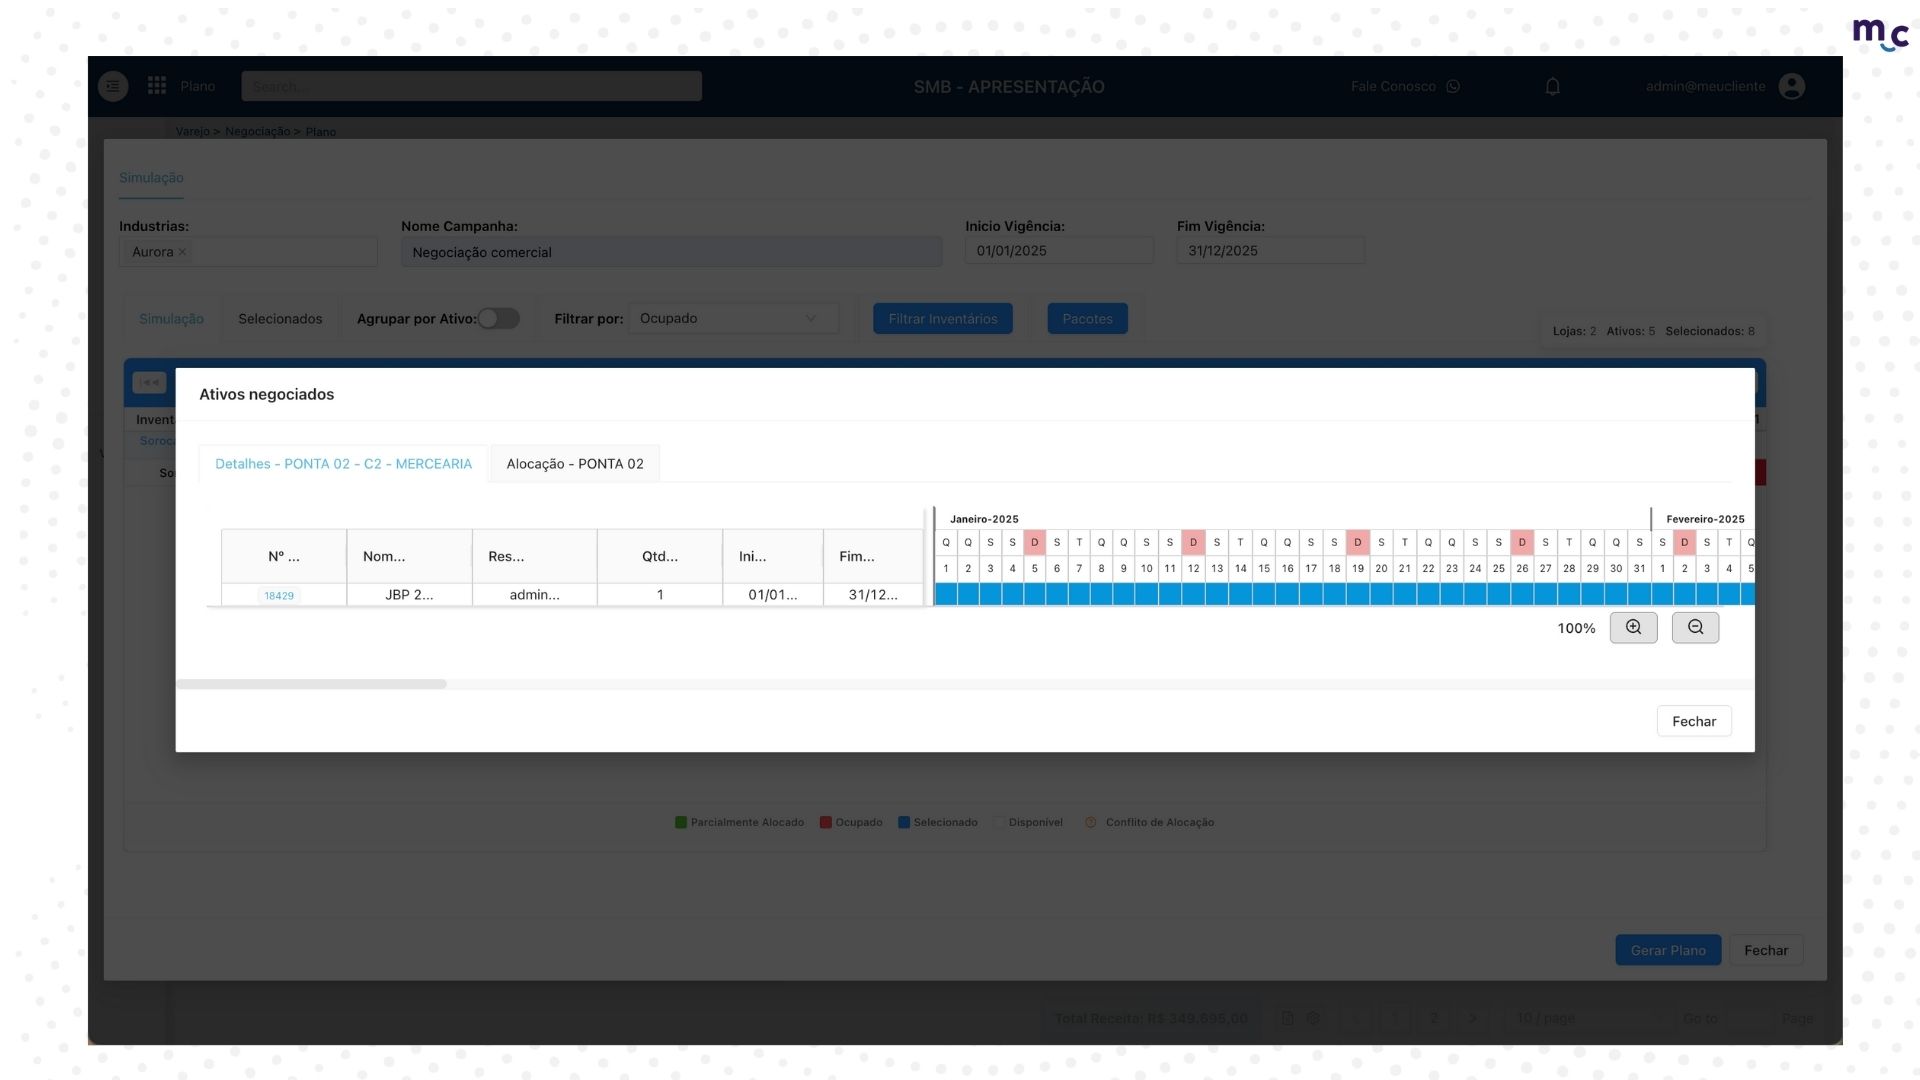 mc
Plano
Search...
SMB - APRESENTAÇÃO
Fale Conosco
admin@meucliente
Varejo > Negociação > Plano
Simulação
Industrias:
Nome Campanha:
Inicio Vigência:
Fim Vigência:
Aurora ×
Negociação comercial
01/01/2025
31/12/2025
Simulação
Selecionados
Agrupar por Ativo:
Filtrar por:
Ocupado
Filtrar Inventários
Pacotes
Lojas: 2 Ativos: 5 Selecionados: 8
Invent
Soroc
So
Ativos negociados
Detalhes - PONTA 02 - C2 - MERCEARIA
Alocação - PONTA 02
Janeiro-2025
Fevereiro-2025
Nº ...
Nom...
Res...
Qtd...
Ini...
Fim...
Q Q S S D S T Q Q S S D S T Q Q S S D S T Q Q S S D S T Q Q S S D S T Q
1 2 3 4 5 6 7 8 9 10 11 12 13 14 15 16 17 18 19 20 21 22 23 24 25 26 27 28 29 30 31 1 2 3 4 5
18429
JBP 2...
admin...
1
01/01...
31/12...
100%
Fechar
Parcialmente Alocado
Ocupado
Selecionado
Disponível
Conflito de Alocação
Gerar Plano
Fechar
Total Receita: R$ 349.695,00
1
2
10 / page
Go to
Page